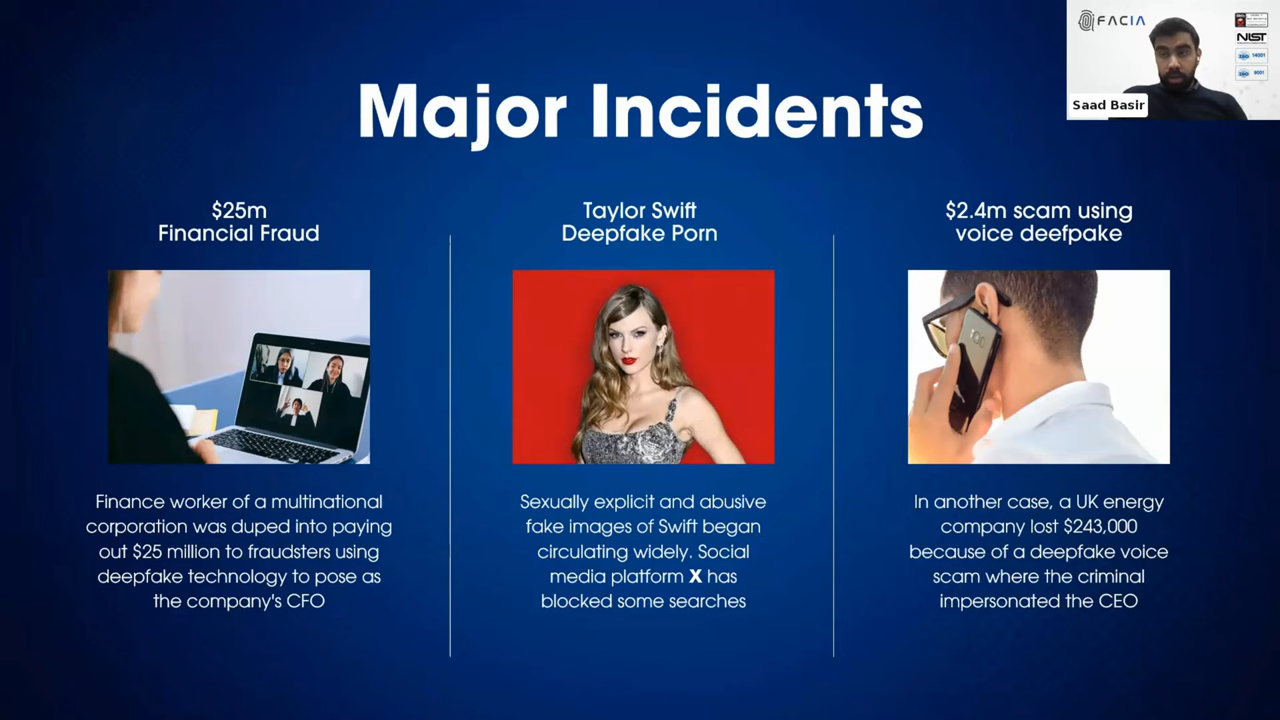 FACIA
NIST
ISO 14001
ISO 9001
Saad Basir
Major Incidents
$25m
Financial Fraud
Finance worker of a multinational
corporation was duped into paying
out $25 million to fraudsters using
deepfake technology to pose as
the company's CFO
Taylor Swift
Deepfake Porn
Sexually explicit and abusive
fake images of Swift began
circulating widely. Social
media platform X has
blocked some searches
$2.4m scam using
voice deefpake
In another case, a UK energy
company lost $243,000
because of a deepfake voice
scam where the criminal
impersonated the CEO